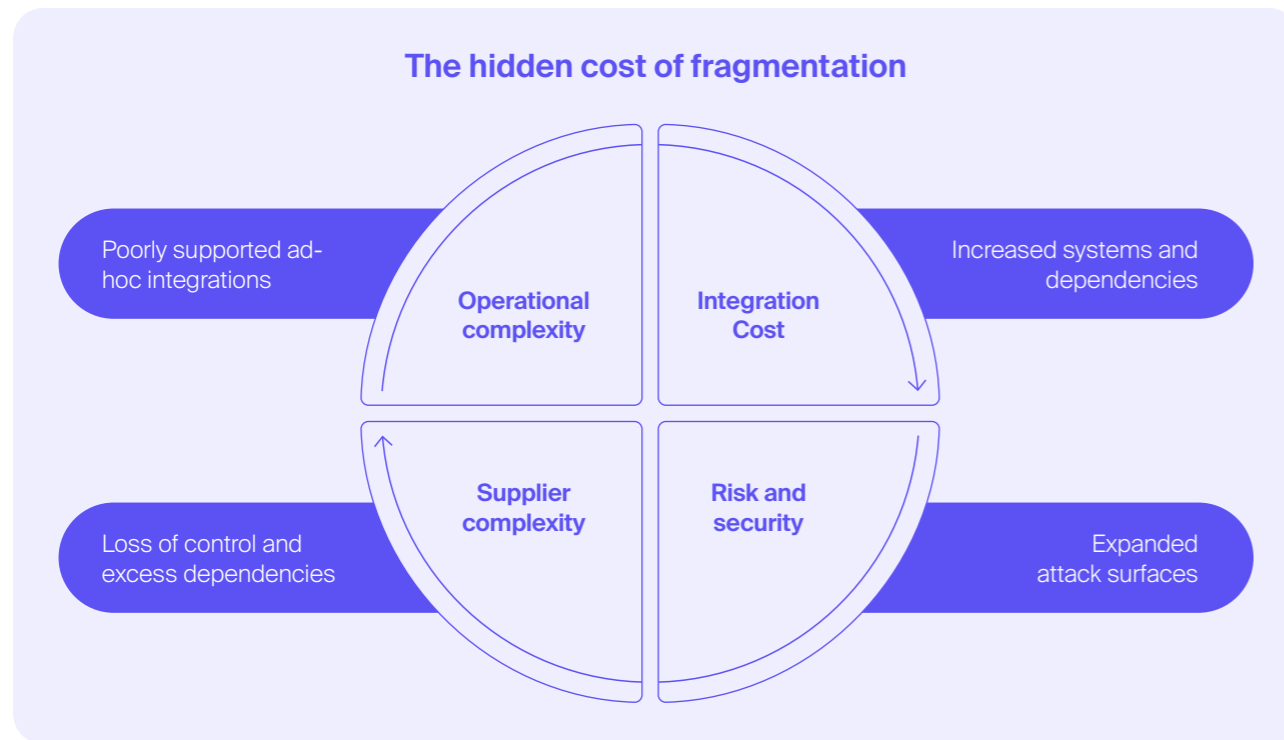 The hidden cost of fragmentation
Poorly supported ad-
hoc integrations
Operational
complexity
Integration
Cost
Increased systems and
dependencies
Loss of control and
excess dependencies
Supplier
complexity
Risk and
security
Expanded
attack surfaces